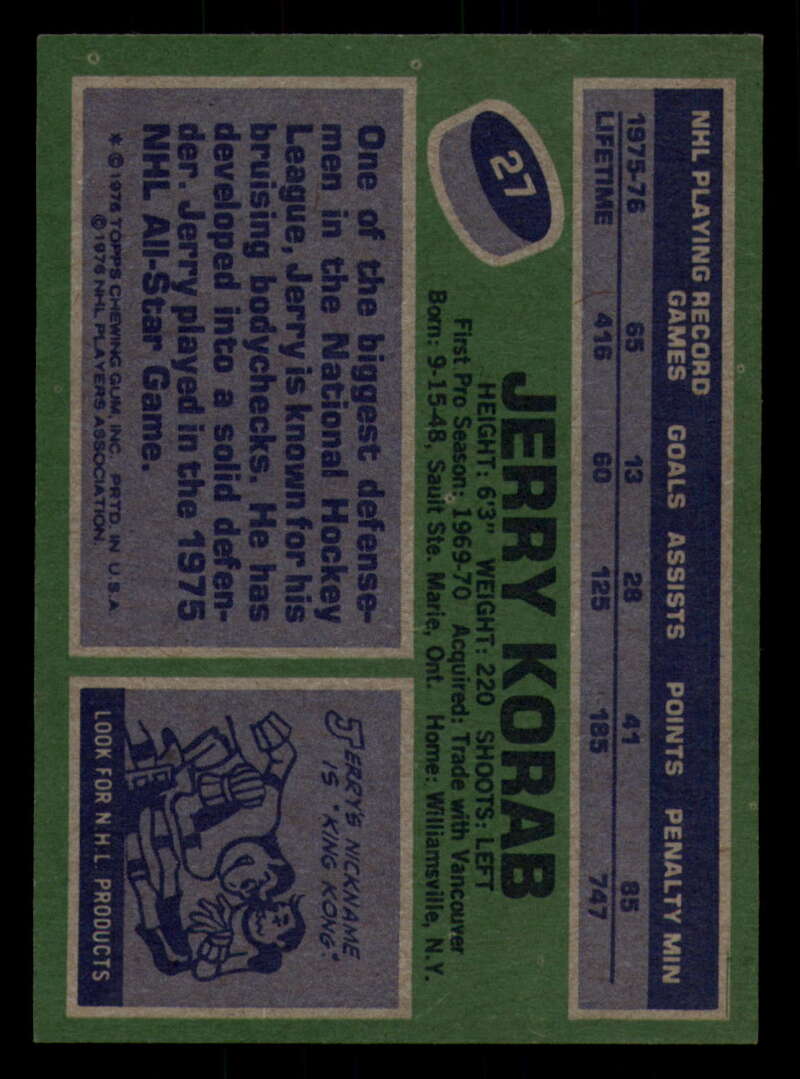 NHL PLAYING RECORD
GAMES GOALS ASSISTS POINTS PENALTY MIN
1975-76 65 13 28 41 85
LIFETIME 416 60 125 185 747
27
JERRY KORAB
HEIGHT: 6'3" WEIGHT: 220 SHOOTS: LEFT
First Pro Season: 1969-70 Acquired: Trade with Vancouver
Born: 9-15-48, Sault Ste. Marie, Ont. Home: Williamsville, N.Y.
One of the biggest defense-
men in the National Hockey
League, Jerry is known for his
bruising bodychecks. He has
developed into a solid defen-
der. Jerry played in the 1975
NHL All-Star Game.
* © 1976 TOPPS CHEWING GUM, INC. PRTD. IN U.S.A.
© 1976 NHL PLAYERS ASSOCIATION.
JERRY'S NICKNAME
IS "KING KONG."
LOOK FOR N.H.L PRODUCTS